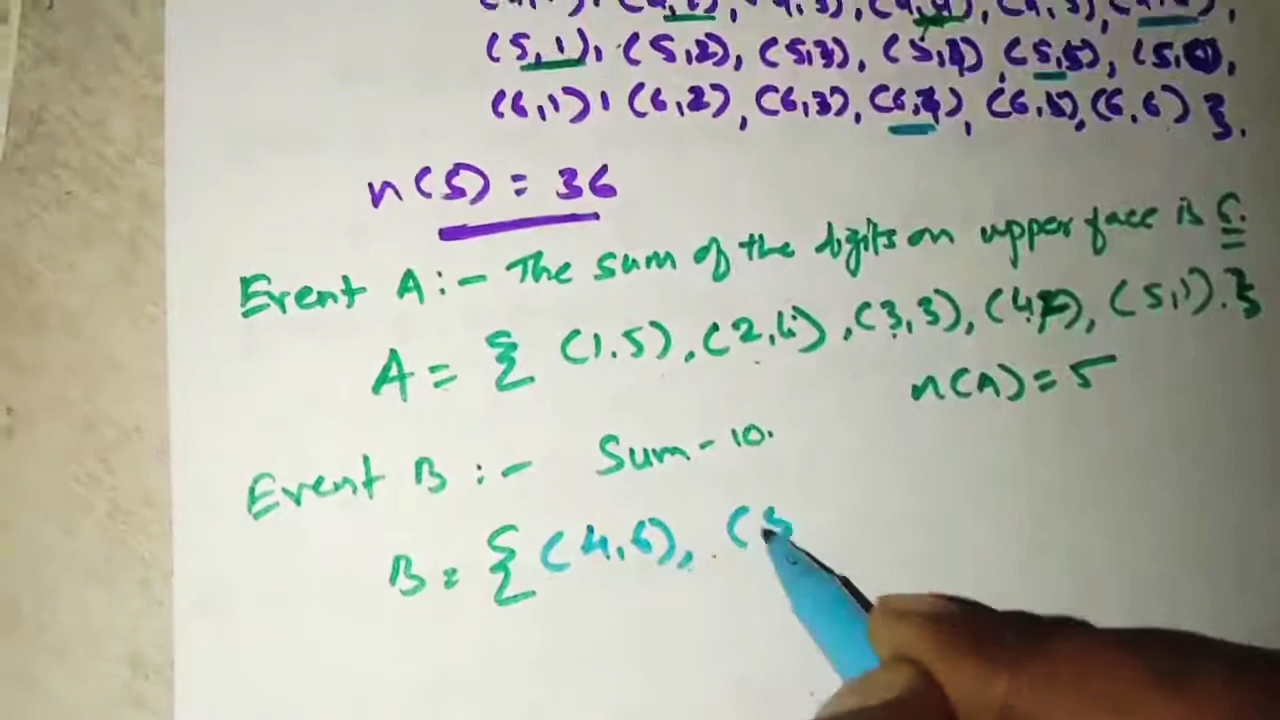 (5,1), (5,2), (5,3), (5,4), (5,5), (5,6),
(6,1), (6,2), (6,3), (6,4), (6,5), (6,6) }.
n(S) = 36
Event A :- The sum of the digits on upper face is 6.
A = { (1,5), (2,4), (3,3), (4,2), (5,1). }
n(A) = 5
Event B :- Sum - 10.
B = { (4,6), (5